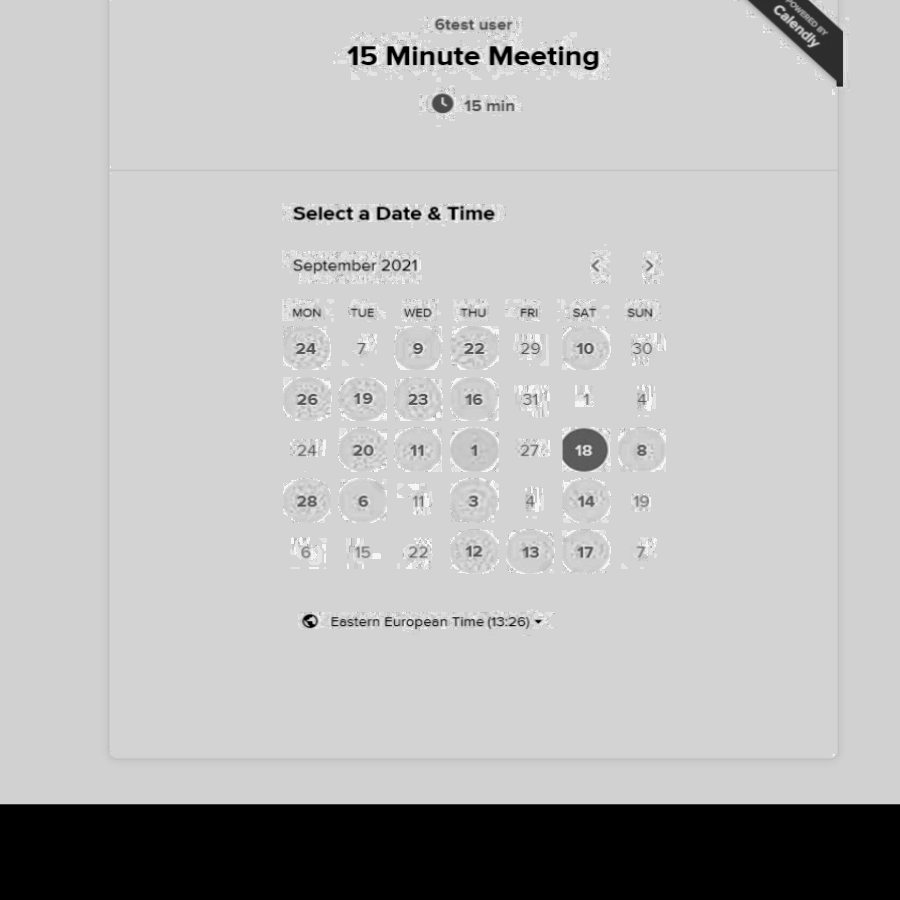 6test user
POWERED BY
Calendly
15 Minute Meeting
15 min
Select a Date & Time
September 2021
MON TUE WED THU FRI SAT SUN
24 7 9 22 29 10 30
26 19 23 16 31 1 4
24 20 11 1 27 18 8
28 6 11 3 4 14 19
6 15 22 12 13 17 7
Eastern European Time (13:26)